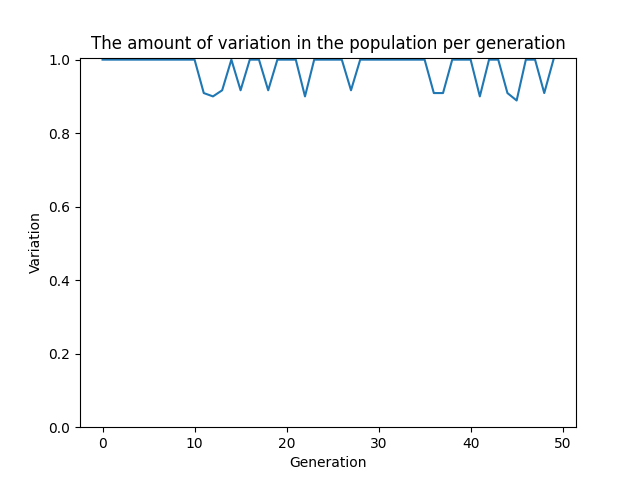 The amount of variation in the population per generation
1.0
0.8
0.6
0.4
0.2
0.0
Variation
0 10 20 30 40 50
Generation